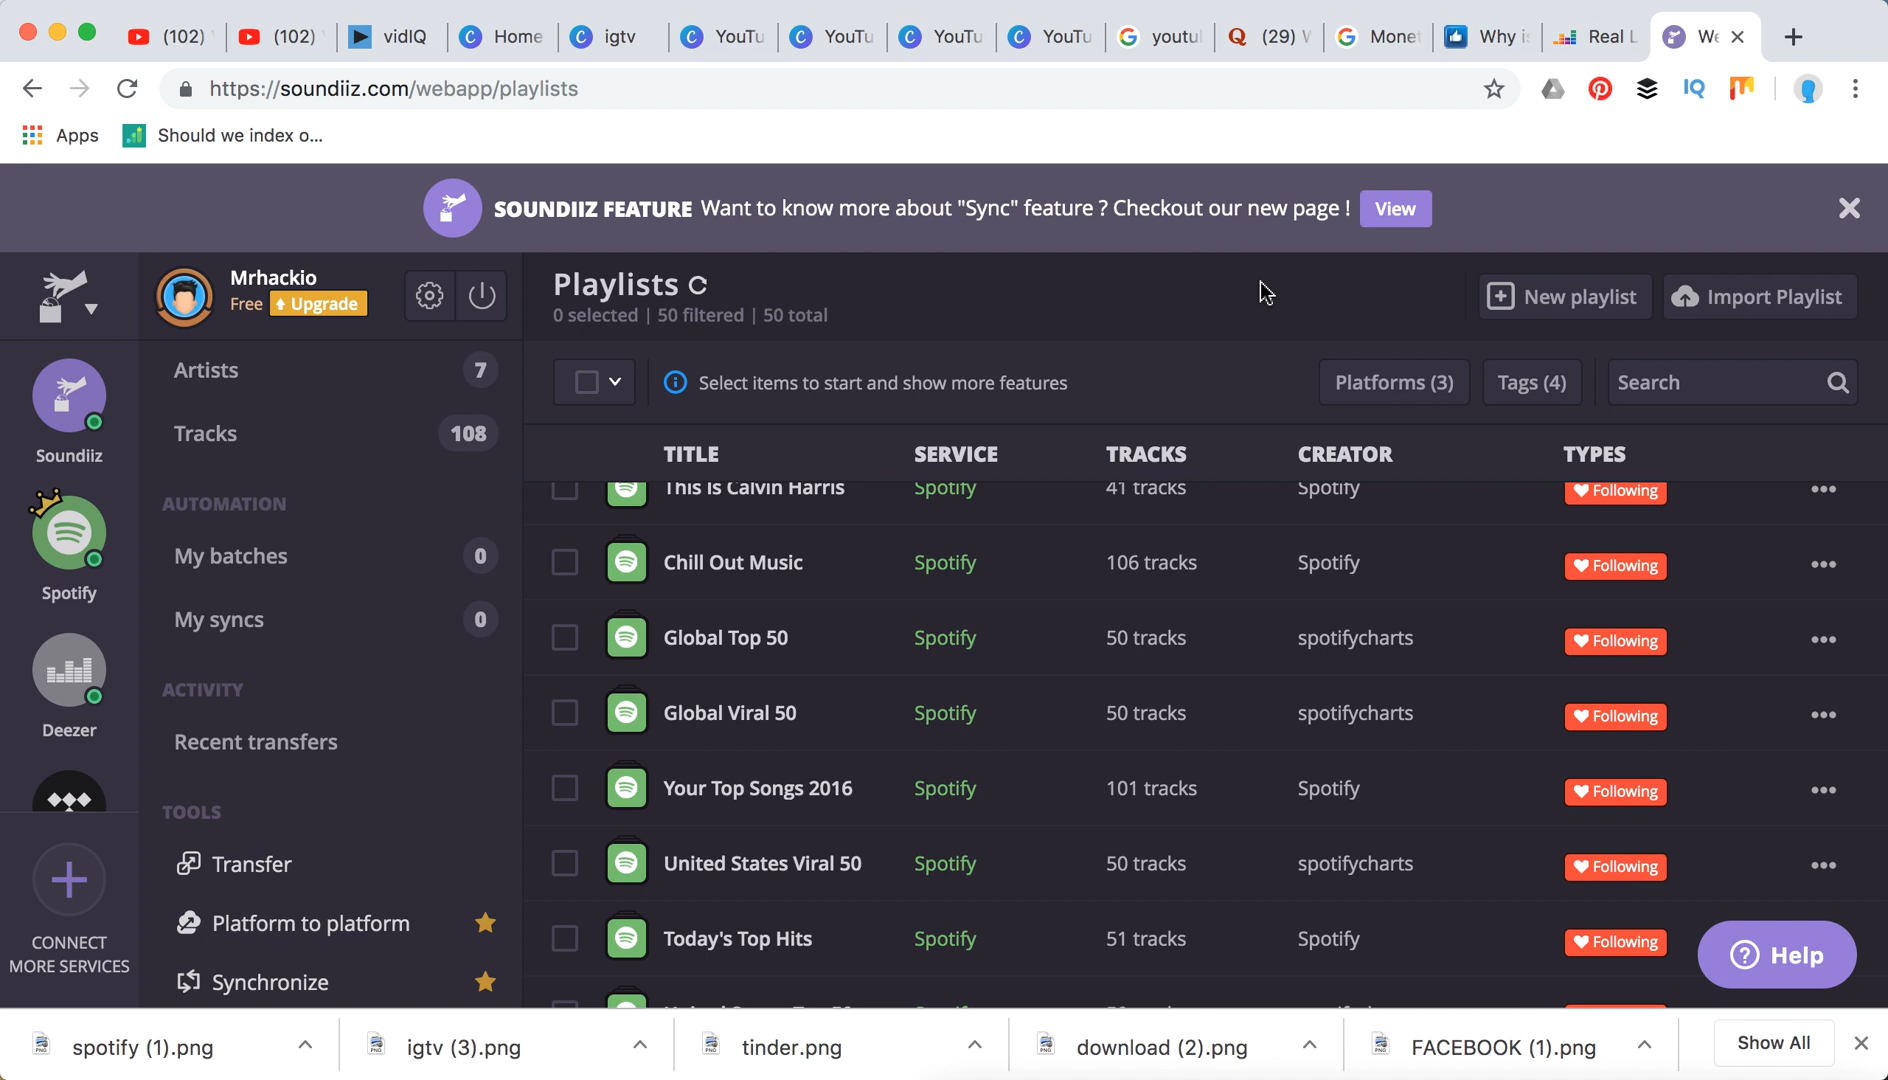 (102)
(102)
vidIQ
Home
igtv
YouTu
YouTu
YouTu
YouTu
youtu
(29)
Monet
Why is
Real L
We
https://soundiiz.com/webapp/playlists
IQ
Apps
Should we index o...
SOUNDIIZ FEATURE Want to know more about "Sync" feature ? Checkout our new page !
View
Mrhackio
Free Upgrade
Playlists
0 selected | 50 filtered | 50 total
New playlist
Import Playlist
Soundiiz
Spotify
Deezer
CONNECT
MORE SERVICES
Artists 7
Tracks 108
AUTOMATION
My batches 0
My syncs 0
ACTIVITY
Recent transfers
TOOLS
Transfer
Platform to platform
Synchronize
Select items to start and show more features
Platforms (3)
Tags (4)
Search
TITLE SERVICE TRACKS CREATOR TYPES
This Is Calvin Harris Spotify 41 tracks Spotify Following
Chill Out Music Spotify 106 tracks Spotify Following
Global Top 50 Spotify 50 tracks spotifycharts Following
Global Viral 50 Spotify 50 tracks spotifycharts Following
Your Top Songs 2016 Spotify 101 tracks Spotify Following
United States Viral 50 Spotify 50 tracks spotifycharts Following
Today's Top Hits Spotify 51 tracks Spotify Following
Help
spotify (1).png
igtv (3).png
tinder.png
download (2).png
FACEBOOK (1).png
Show All